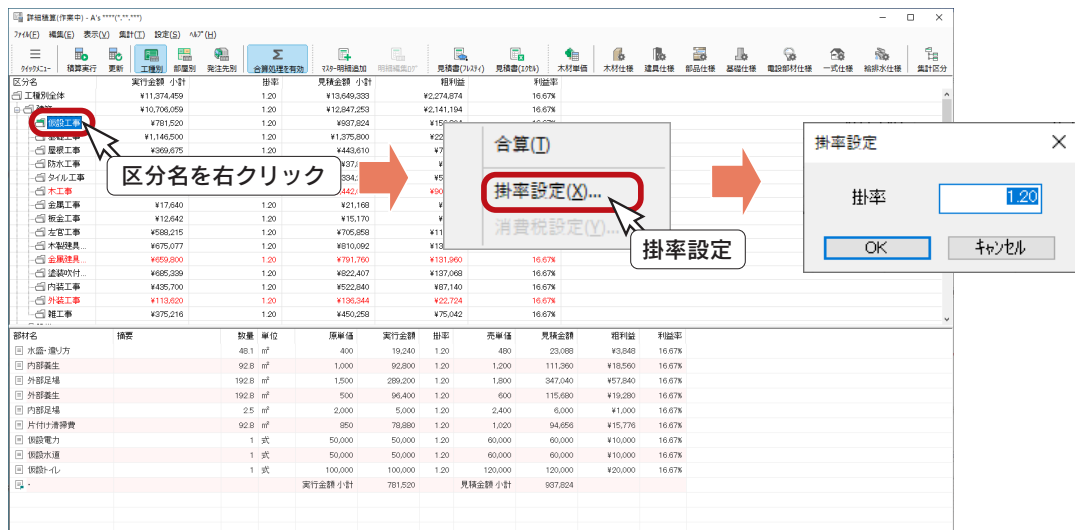 詳細積算(作業中) - A's ****(*.**.***)
ファイル(F) 編集(E) 表示(V) 集計(T) 設定(S) ヘルプ(H)
クイックメニュー 積算実行 更新 工種別 部屋別 発注先別 合算処理を有効 マスター明細追加 見積書(フレスティ) 見積書(エクセル) 木材単価 木材仕様 建具仕様 部品仕様 基礎仕様 電設部材仕様 一式仕様 給排水仕様 集計区分
区分名 実行金額 小計 掛率 見積金額 小計 粗利益 利益率
工種別全体 ¥11,374,459 1.20 ¥13,649,333 ¥2,274,874 16.67%
¥10,706,059 1.20 ¥12,847,253 ¥2,141,194 16.67%
仮設工事 ¥781,520 1.20 ¥937,824
¥1,146,500 1.20 ¥1,375,800
屋根工事 ¥369,675 1.20 ¥443,610
防水工事
タイル工事
木工事
金属工事 ¥17,640 1.20 ¥21,168
板金工事 ¥12,642 1.20 ¥15,170
左官工事 ¥588,215 1.20 ¥705,858
木製建具... ¥675,077 1.20 ¥810,092
金属建具... ¥659,800 1.20 ¥791,760 ¥131,960 16.67%
塗装吹付... ¥685,339 1.20 ¥822,407 ¥137,068 16.67%
内装工事 ¥435,700 1.20 ¥522,840 ¥87,140 16.67%
外装工事 ¥113,620 1.20 ¥136,344 ¥22,724 16.67%
雑工事 ¥375,216 1.20 ¥450,258 ¥75,042 16.67%
区分名を右クリック
合算(T)
掛率設定(X)...
消費税設定(Y)...
掛率設定
掛率設定
掛率 1.20
OK キャンセル
部材名 摘要 数量 単位 原単価 実行金額 掛率 売単価 見積金額 粗利益 利益率
水盛・遣り方 48.1 m² 400 19,240 1.20 480 23,088 ¥3,848 16.67%
内部養生 92.8 m² 1,000 92,800 1.20 1,200 111,360 ¥18,560 16.67%
外部足場 192.8 m² 1,500 289,200 1.20 1,800 347,040 ¥57,840 16.67%
外部養生 192.8 m² 500 96,400 1.20 600 115,680 ¥19,280 16.67%
内部足場 2.5 m² 2,000 5,000 1.20 2,400 6,000 ¥1,000 16.67%
片付け清掃費 92.8 m² 850 78,880 1.20 1,020 94,656 ¥15,776 16.67%
仮設電力 1 式 50,000 50,000 1.20 60,000 60,000 ¥10,000 16.67%
仮設水道 1 式 50,000 50,000 1.20 60,000 60,000 ¥10,000 16.67%
仮設トイレ 1 式 100,000 100,000 1.20 120,000 120,000 ¥20,000 16.67%
- 実行金額 小計 781,520 見積金額 小計 937,824